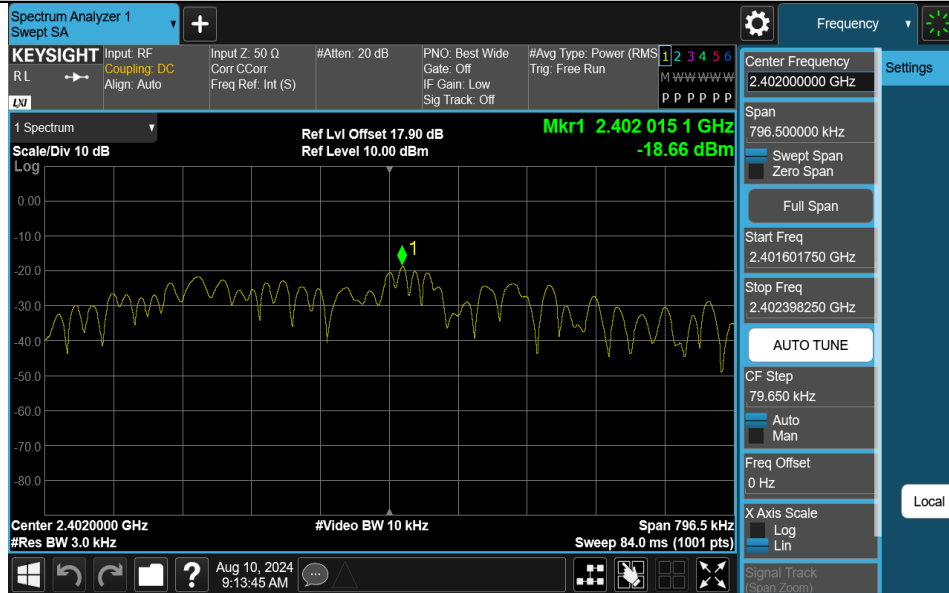 Spectrum Analyzer 1
Swept SA
Frequency
KEYSIGHT
RL
LXI
Input: RF
Coupling: DC
Align: Auto
Input Z: 50 Ω
Corr CCorr
Freq Ref: Int (S)
#Atten: 20 dB
PNO: Best Wide
Gate: Off
IF Gain: Low
Sig Track: Off
#Avg Type: Power (RMS
Trig: Free Run
1 2 3 4 5 6
M W W W W W
P P P P P P
1 Spectrum
Scale/Div 10 dB
Ref Lvl Offset 17.90 dB
Ref Level 10.00 dBm
Mkr1 2.402 015 1 GHz
-18.66 dBm
Log
0.00
-10.0
-20.0
-30.0
-40.0
-50.0
-60.0
-70.0
-80.0
1
Center 2.4020000 GHz
#Res BW 3.0 kHz
#Video BW 10 kHz
Span 796.5 kHz
Sweep 84.0 ms (1001 pts)
Aug 10, 2024
9:13:45 AM
Center Frequency
2.402000000 GHz
Span
796.500000 kHz
Swept Span
Zero Span
Full Span
Start Freq
2.401601750 GHz
Stop Freq
2.402398250 GHz
AUTO TUNE
CF Step
79.650 kHz
Auto
Man
Freq Offset
0 Hz
X Axis Scale
Log
Lin
Signal Track
(Span Zoom)
Settings
Local